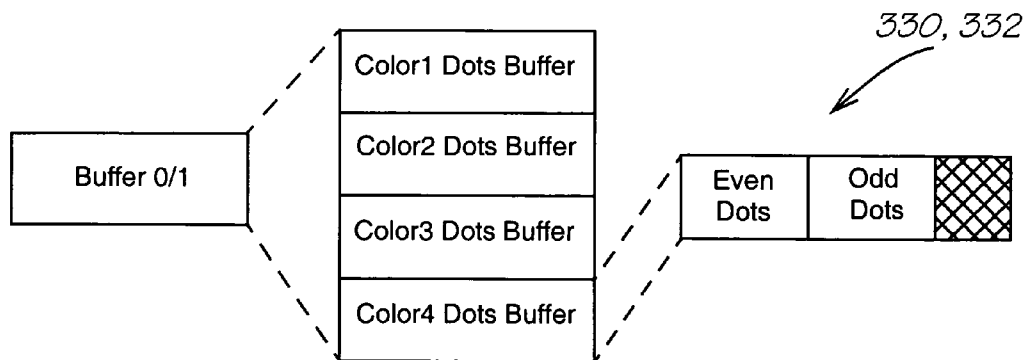 330, 332
Color1 Dots Buffer
Color2 Dots Buffer
Buffer 0/1
Even
Dots
Odd
Dots
Color3 Dots Buffer
Color4 Dots Buffer